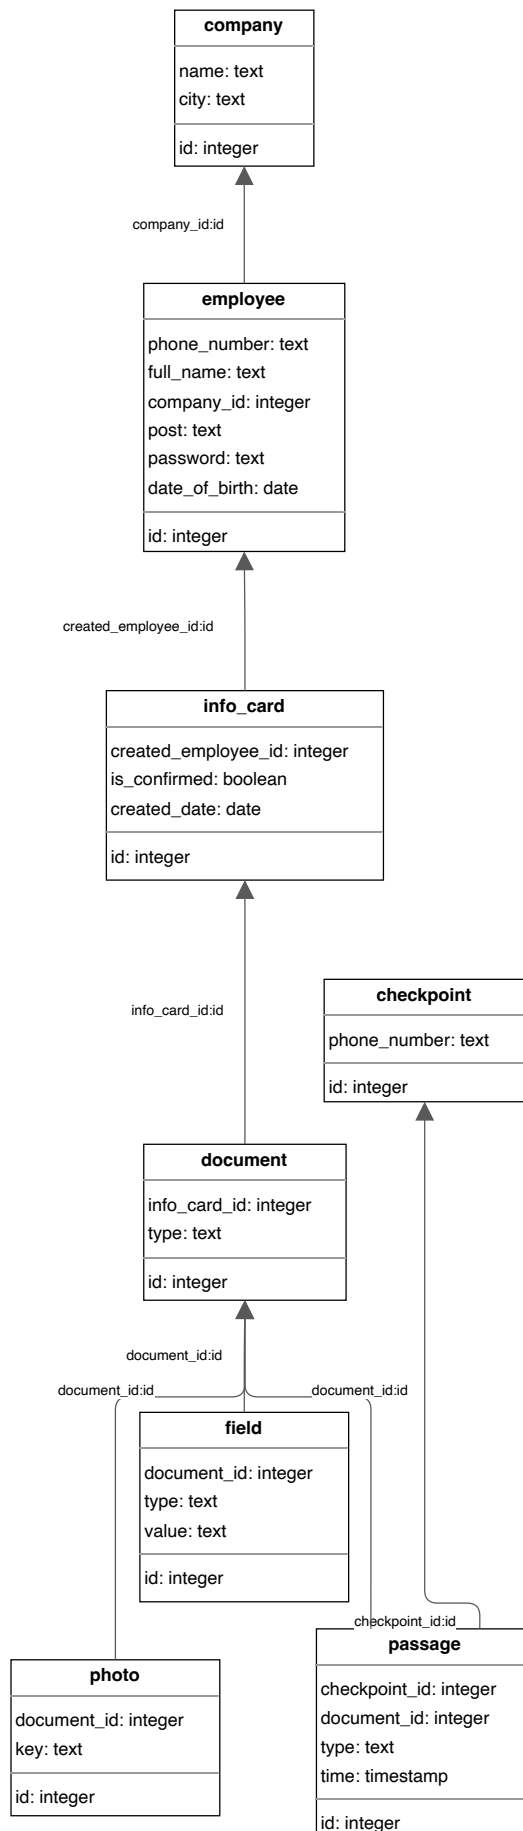 company
name: text
city: text
id: integer
company_id:id
employee
phone_number: text
full_name: text
company_id: integer
post: text
password: text
date_of_birth: date
id: integer
created_employee_id:id
info_card
created_employee_id: integer
is_confirmed: boolean
created_date: date
id: integer
info_card_id:id
checkpoint
phone_number: text
id: integer
document
info_card_id: integer
type: text
id: integer
document_id:id
document_id:id
document_id:id
field
document_id: integer
type: text
value: text
id: integer
checkpoint_id:id
passage
checkpoint_id: integer
document_id: integer
type: text
time: timestamp
id: integer
photo
document_id: integer
key: text
id: integer